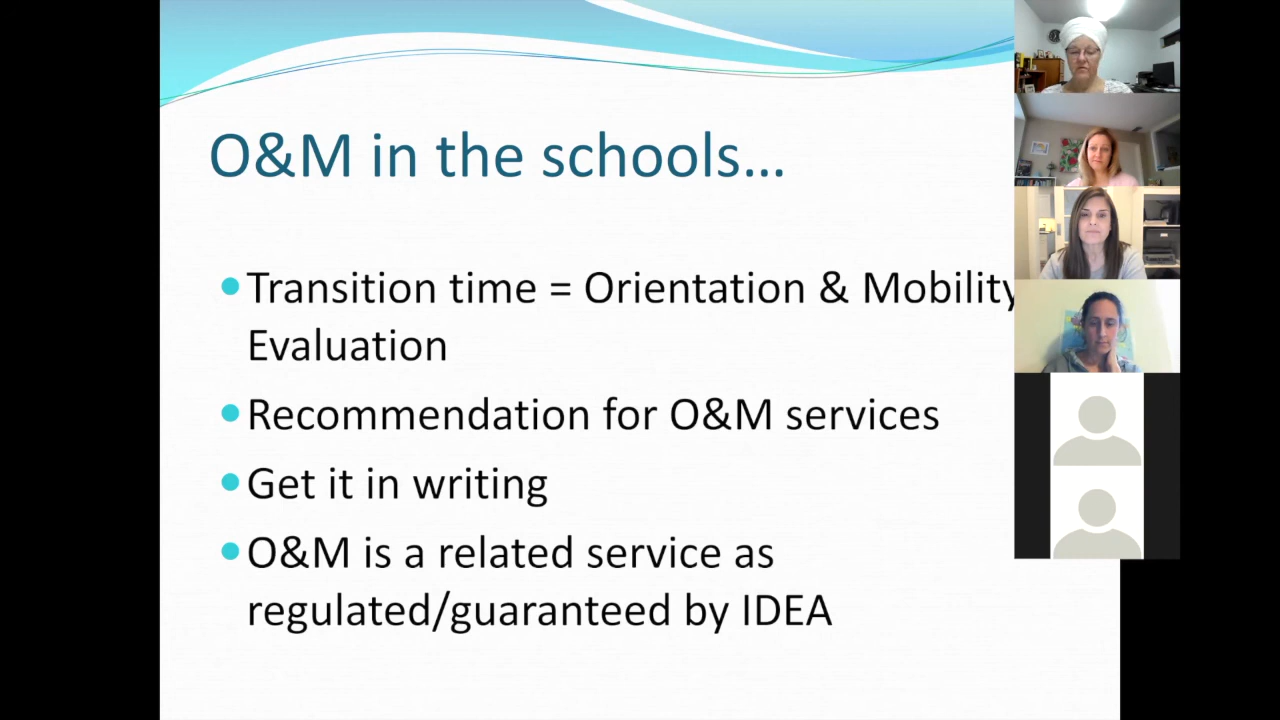 O&M in the schools…
Transition time = Orientation & Mobility
Evaluation
Recommendation for O&M services
Get it in writing
O&M is a related service as
regulated/guaranteed by IDEA